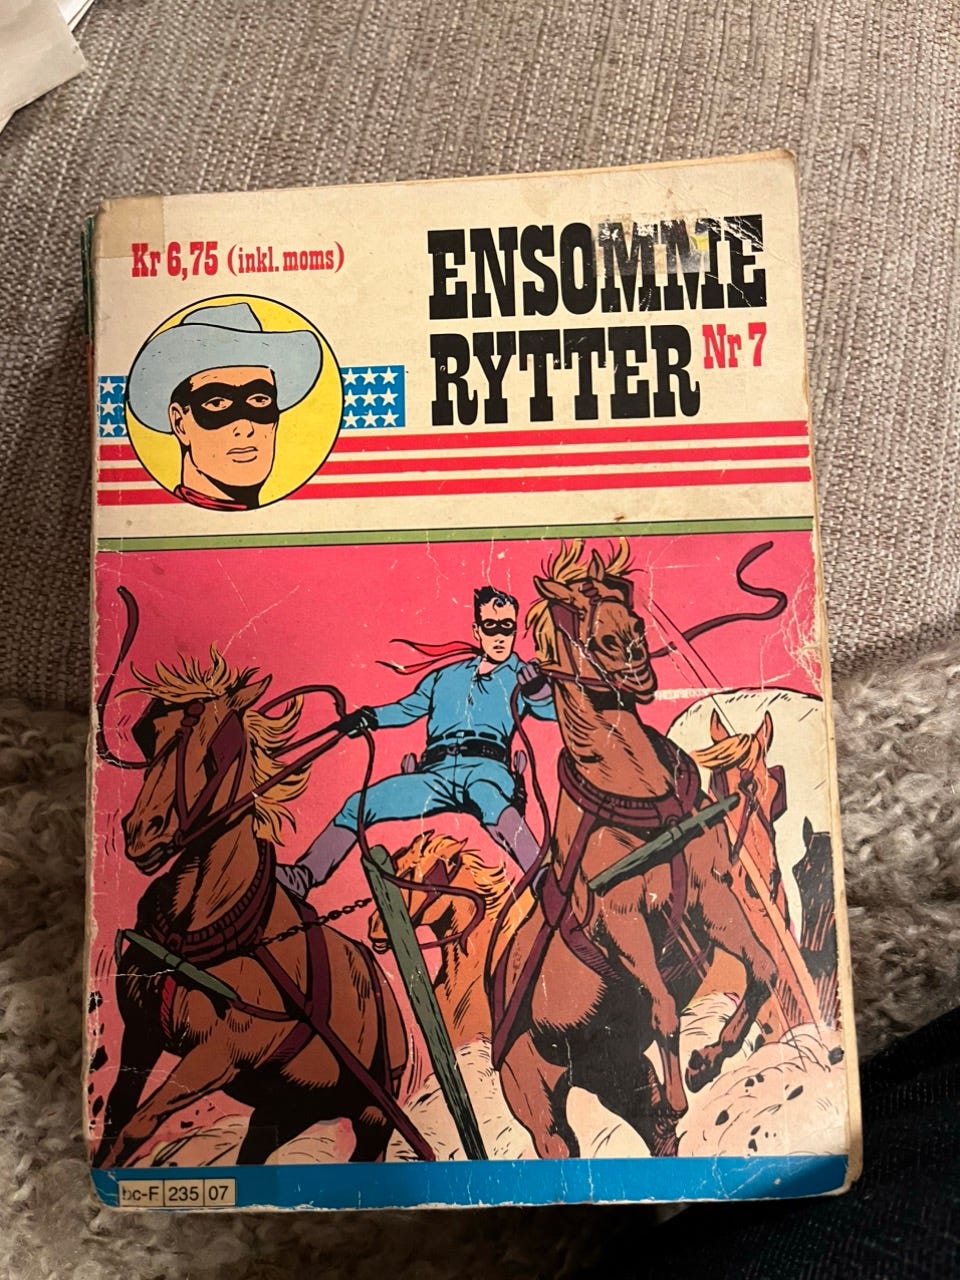 Kr 6,75 (inkl. moms)
ENSOMME
RYTTER Nr 7
bc-F 235 07